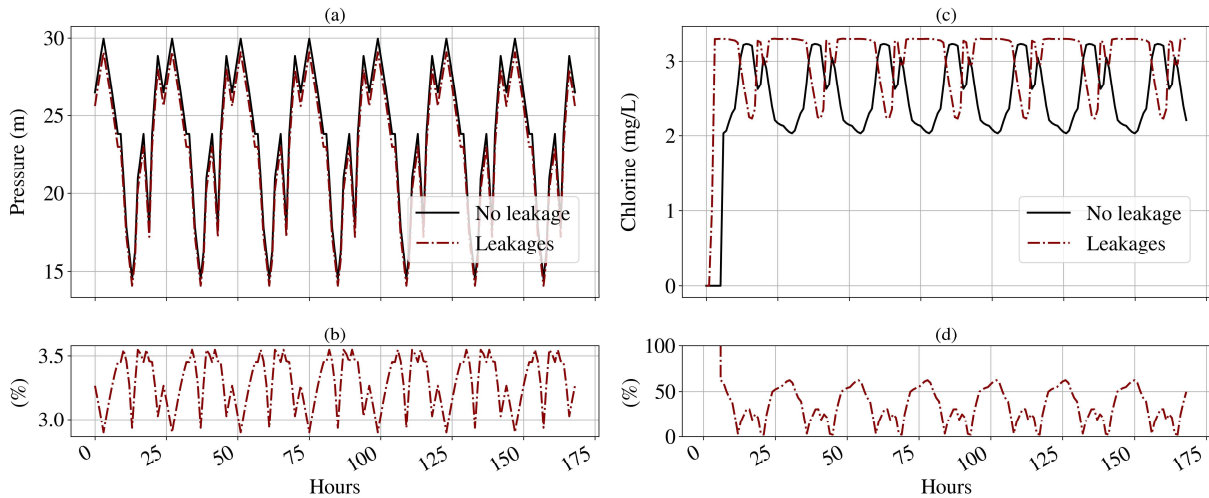 (a)
30
25
20
15
Pressure (m)
No leakage
Leakages
(b)
3.5
3.0
(%)
0
25
50
75
100
125
150
175
Hours
(c)
3
2
1
0
Chlorine (mg/L)
No leakage
Leakages
(d)
100
50
0
(%)
0
25
50
75
100
125
150
175
Hours